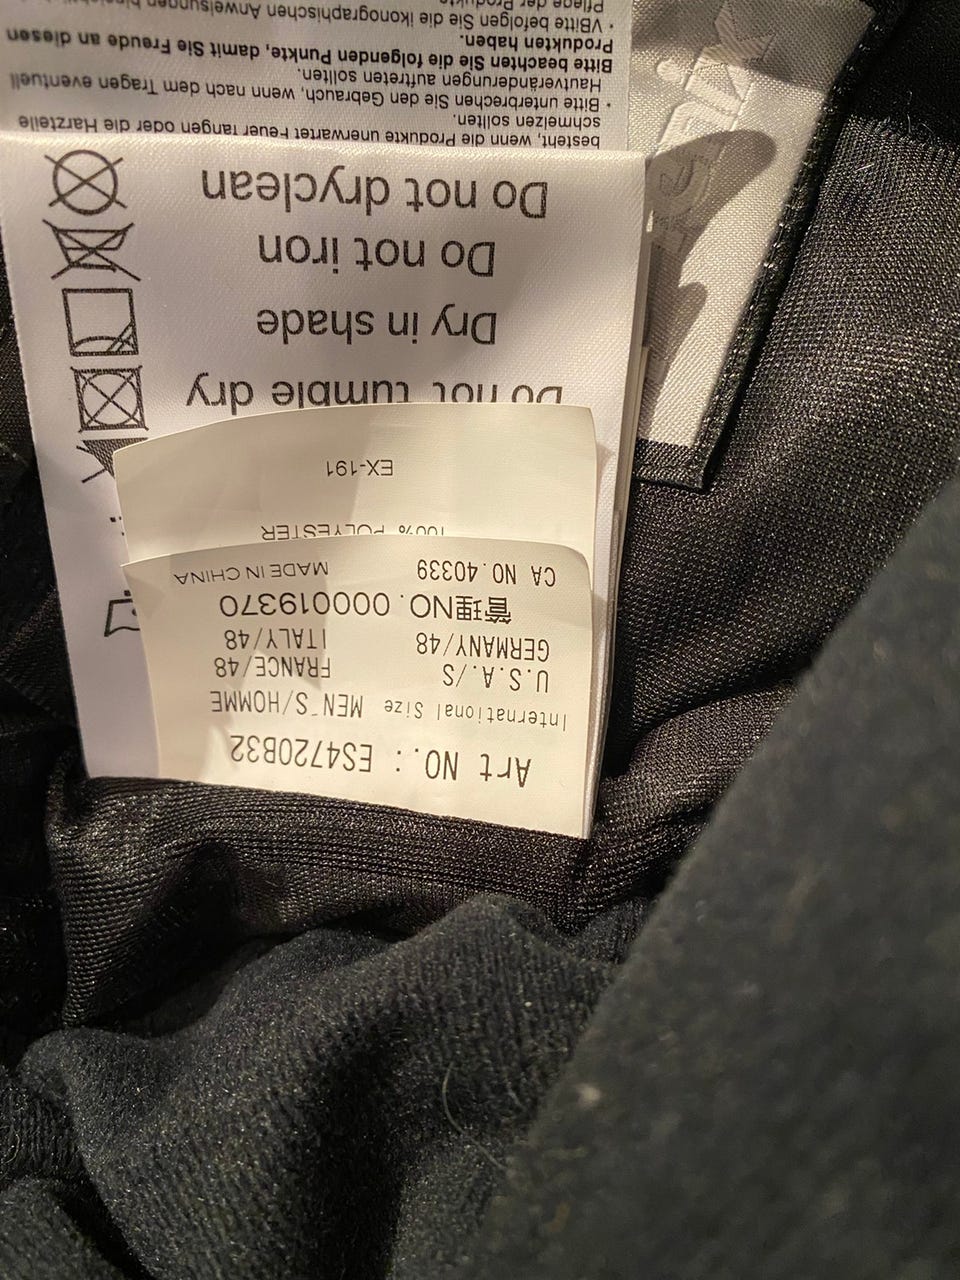 Art NO.: ES4720B32
International Size MEN'S/HOMME
U.S.A./S FRANCE/48
GERMANY/48 ITALY/48
管理NO.000019370
CA NO.40339 MADE IN CHINA
100% POLYESTER
EX-191
Do not tumble dry
Dry in shade
Do not iron
Do not dryclean
besteht, wenn die Produkte unerwartet Feuer fangen oder die Harzteile
schmelzen sollten.
・Bitte unterbrechen Sie den Gebrauch, wenn nach dem Tragen eventuell
Hautveränderungen auftreten sollten.
Bitte beachten Sie die folgenden Punkte, damit Sie Freude an diesen
Produkten haben.
・VBitte befolgen Sie die ikonographischen Anweisungen
Pflege der